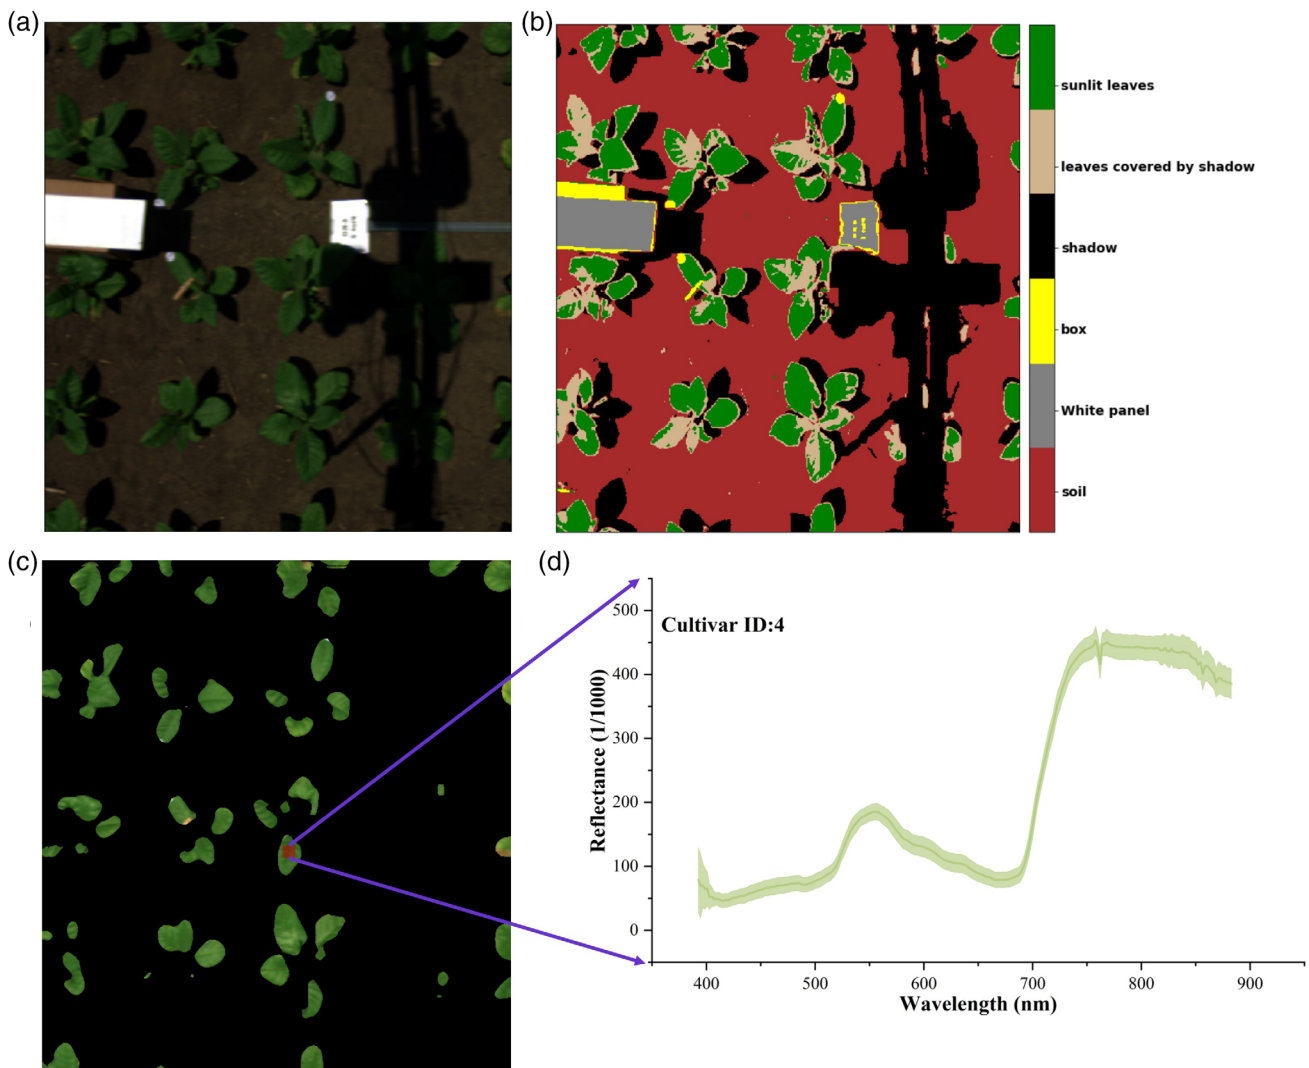 (a)
(b)
sunlit leaves
leaves covered by shadow
shadow
box
White panel
soil
(c)
(d)
Cultivar ID:4
Reflectance (1/1000)
500
400
300
200
100
0
400 500 600 700 800 900
Wavelength (nm)